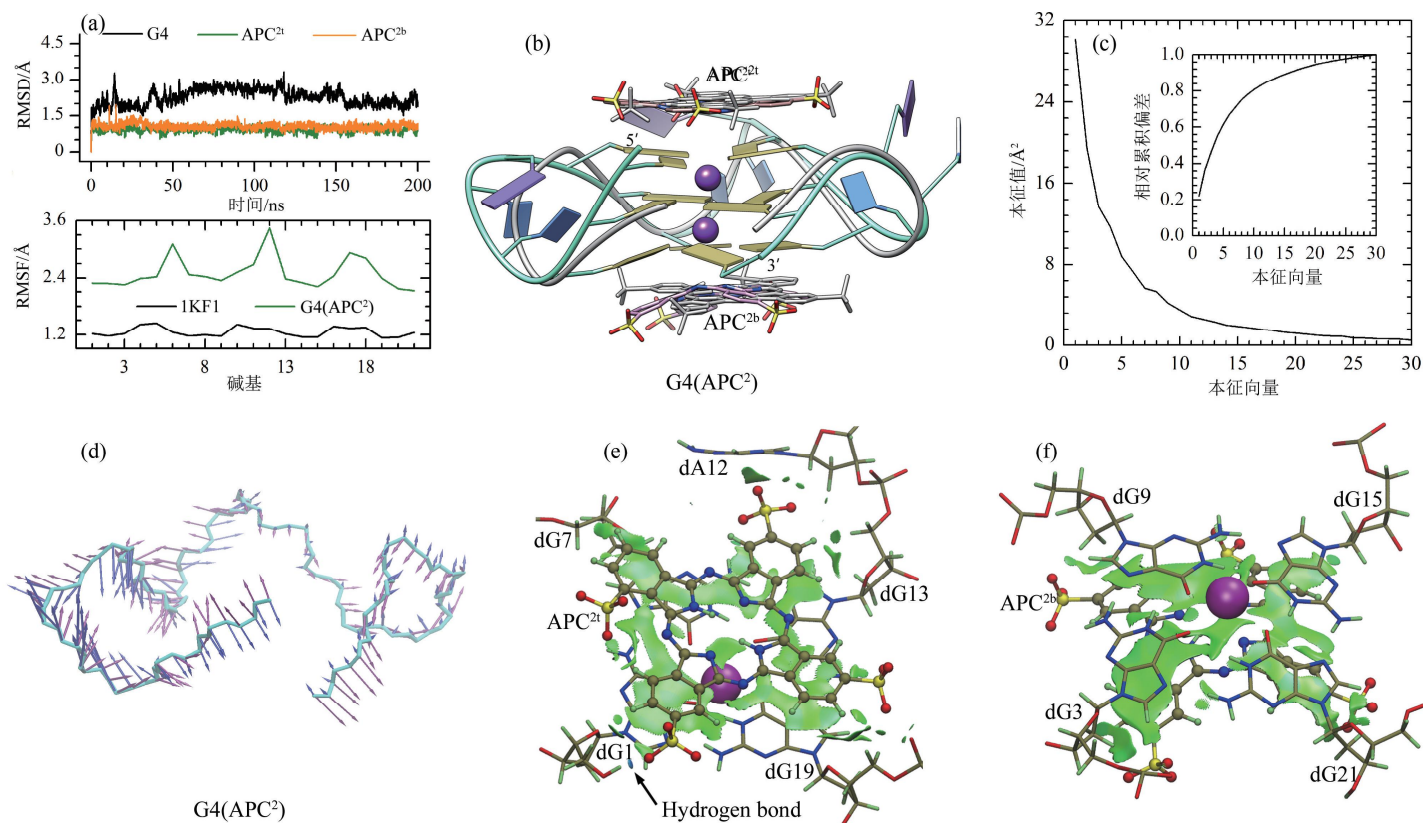 (a)
G4 APC²ᵗ APC²ᵇ
RMSD/Å
4.5
3.0
1.5
0
0 50 100 150 200
时间/ns
RMSF/Å
3.6
2.4
1.2
1KF1 G4(APC²)
3 8 13 18
碱基
(b)
APC²ᵗ
5′
3′
APC²ᵇ
G4(APC²)
(c)
本征值/Å²
32
24
16
8
0
0 5 10 15 20 25 30
本征向量
相对累积偏差
1.0
0.8
0.6
0.4
0.2
0
0 5 10 15 20 25 30
本征向量
(d)
G4(APC²)
(e)
dA12
dG7
dG13
APC²ᵗ
dG1
dG19
Hydrogen bond
(f)
dG9
dG15
APC²ᵇ
dG3
dG21